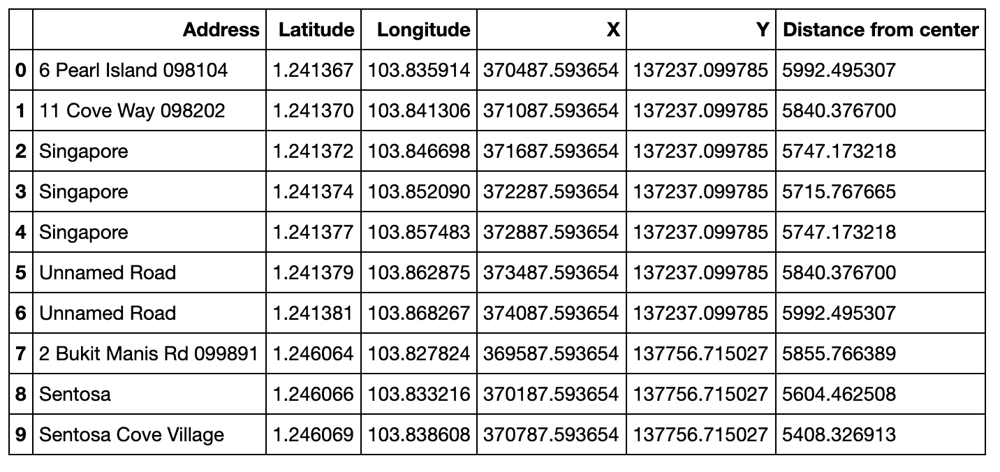 Address Latitude Longitude X Y Distance from center
0 6 Pearl Island 098104 1.241367 103.835914 370487.593654 137237.099785 5992.495307
1 11 Cove Way 098202 1.241370 103.841306 371087.593654 137237.099785 5840.376700
2 Singapore 1.241372 103.846698 371687.593654 137237.099785 5747.173218
3 Singapore 1.241374 103.852090 372287.593654 137237.099785 5715.767665
4 Singapore 1.241377 103.857483 372887.593654 137237.099785 5747.173218
5 Unnamed Road 1.241379 103.862875 373487.593654 137237.099785 5840.376700
6 Unnamed Road 1.241381 103.868267 374087.593654 137237.099785 5992.495307
7 2 Bukit Manis Rd 099891 1.246064 103.827824 369587.593654 137756.715027 5855.766389
8 Sentosa 1.246066 103.833216 370187.593654 137756.715027 5604.462508
9 Sentosa Cove Village 1.246069 103.838608 370787.593654 137756.715027 5408.326913